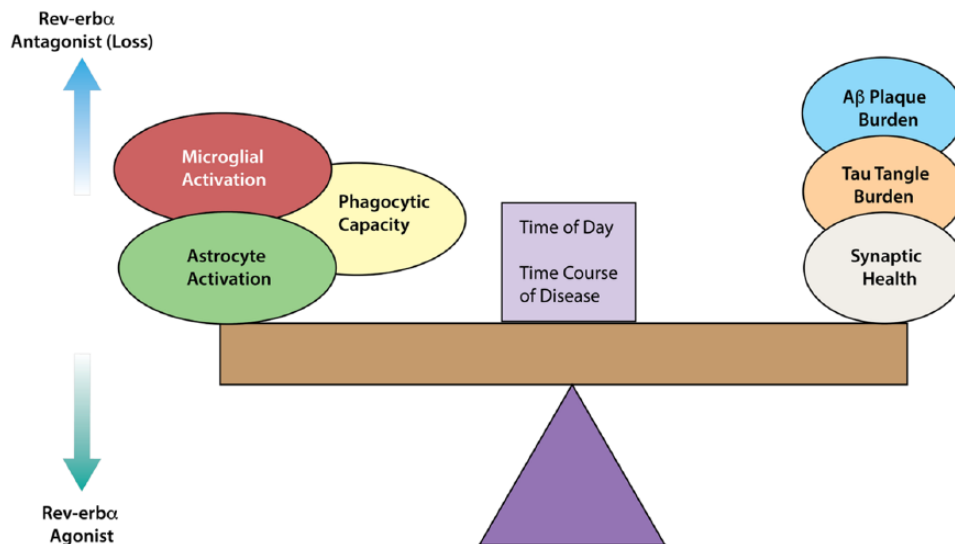 Rev-erbα
Antagonist (Loss)
Microglial
Activation
Phagocytic
Capacity
Astrocyte
Activation
Time of Day
Time Course
of Disease
Aβ Plaque
Burden
Tau Tangle
Burden
Synaptic
Health
Rev-erbα
Agonist